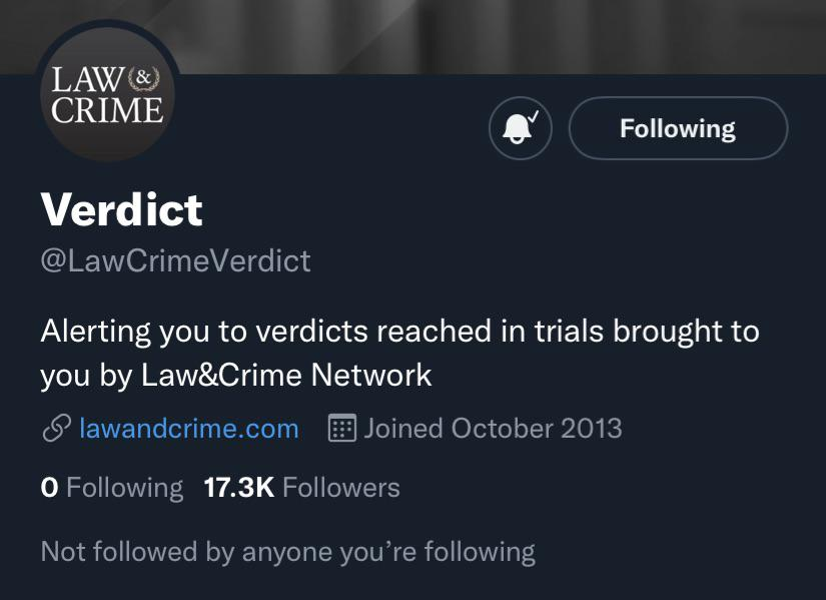 LAW &
CRIME
Following
Verdict
@LawCrimeVerdict
Alerting you to verdicts reached in trials brought to
you by Law&Crime Network
lawandcrime.com Joined October 2013
0 Following 17.3K Followers
Not followed by anyone you’re following